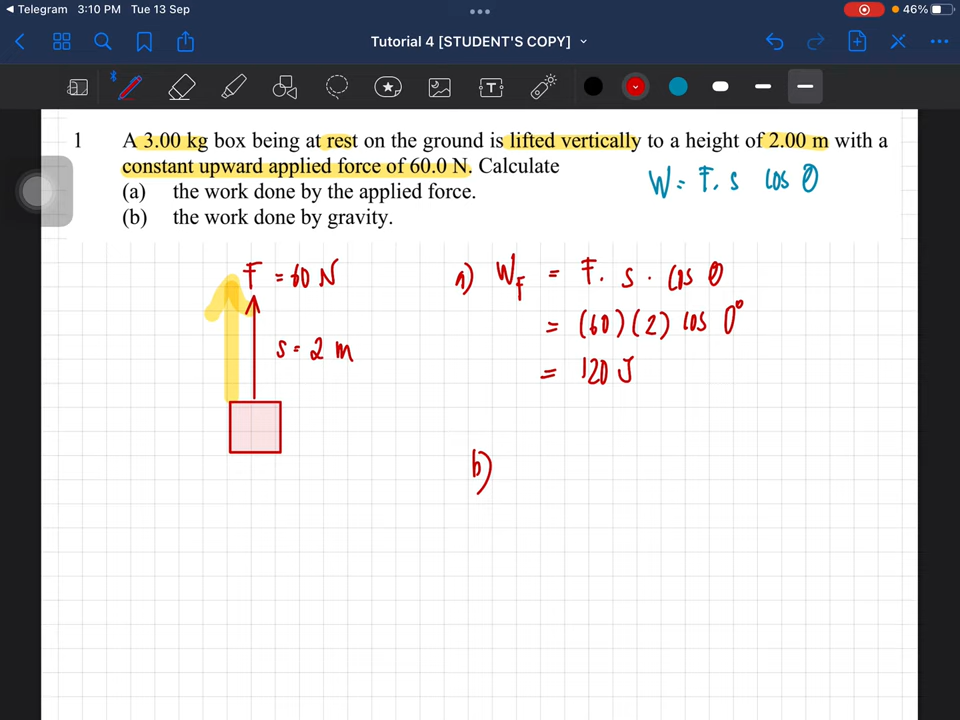 Telegram 3:10 PM Tue 13 Sep 46%
Tutorial 4 [STUDENT'S COPY]
1 A 3.00 kg box being at rest on the ground is lifted vertically to a height of 2.00 m with a
constant upward applied force of 60.0 N. Calculate
(a) the work done by the applied force.
(b) the work done by gravity.
W = F. s cos θ
F = 60 N
s = 2 m
a) W_F = F. s . cos θ
= (60)(2) cos 0°
= 120 J
b)